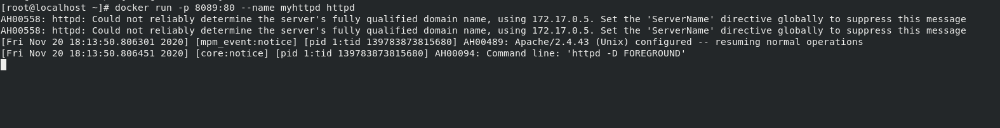 [root@localhost ~]# docker run -p 8089:80 --name myhttpd httpd
AH00558: httpd: Could not reliably determine the server's fully qualified domain name, using 172.17.0.5. Set the 'ServerName' directive globally to suppress this message
AH00558: httpd: Could not reliably determine the server's fully qualified domain name, using 172.17.0.5. Set the 'ServerName' directive globally to suppress this message
[Fri Nov 20 18:13:50.806301 2020] [mpm_event:notice] [pid 1:tid 139783873815680] AH00489: Apache/2.4.43 (Unix) configured -- resuming normal operations
[Fri Nov 20 18:13:50.806451 2020] [core:notice] [pid 1:tid 139783873815680] AH00094: Command line: 'httpd -D FOREGROUND'